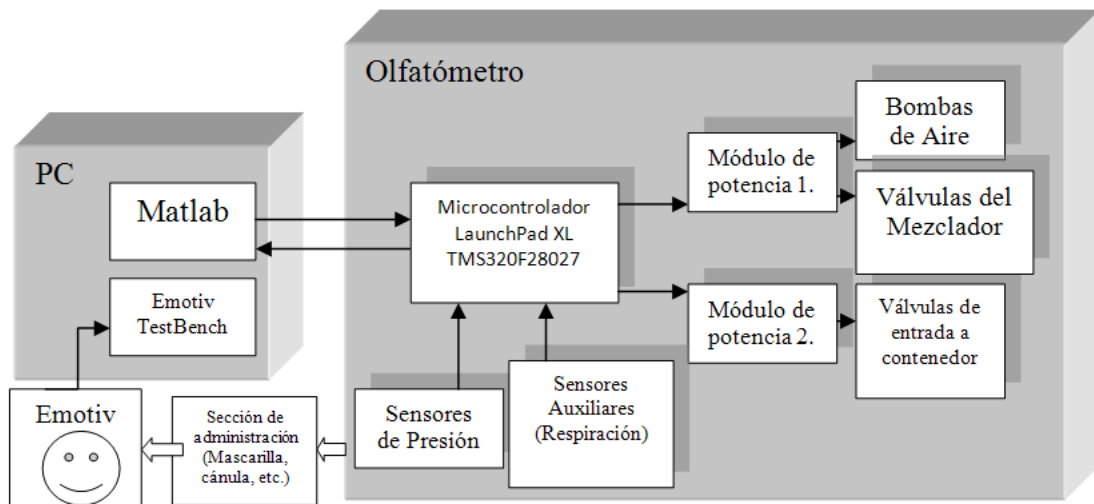 Olfatómetro
PC
Matlab
Emotiv
TestBench
Emotiv
Sección de
administración
(Mascarilla,
cánula, etc.)
Microcontrolador
LaunchPad XL
TMS320F28027
Sensores
de Presión
Sensores
Auxiliares
(Respiración)
Módulo de
potencia 1.
Módulo de
potencia 2.
Bombas
de Aire
Válvulas del
Mezclador
Válvulas de
entrada a
contenedor